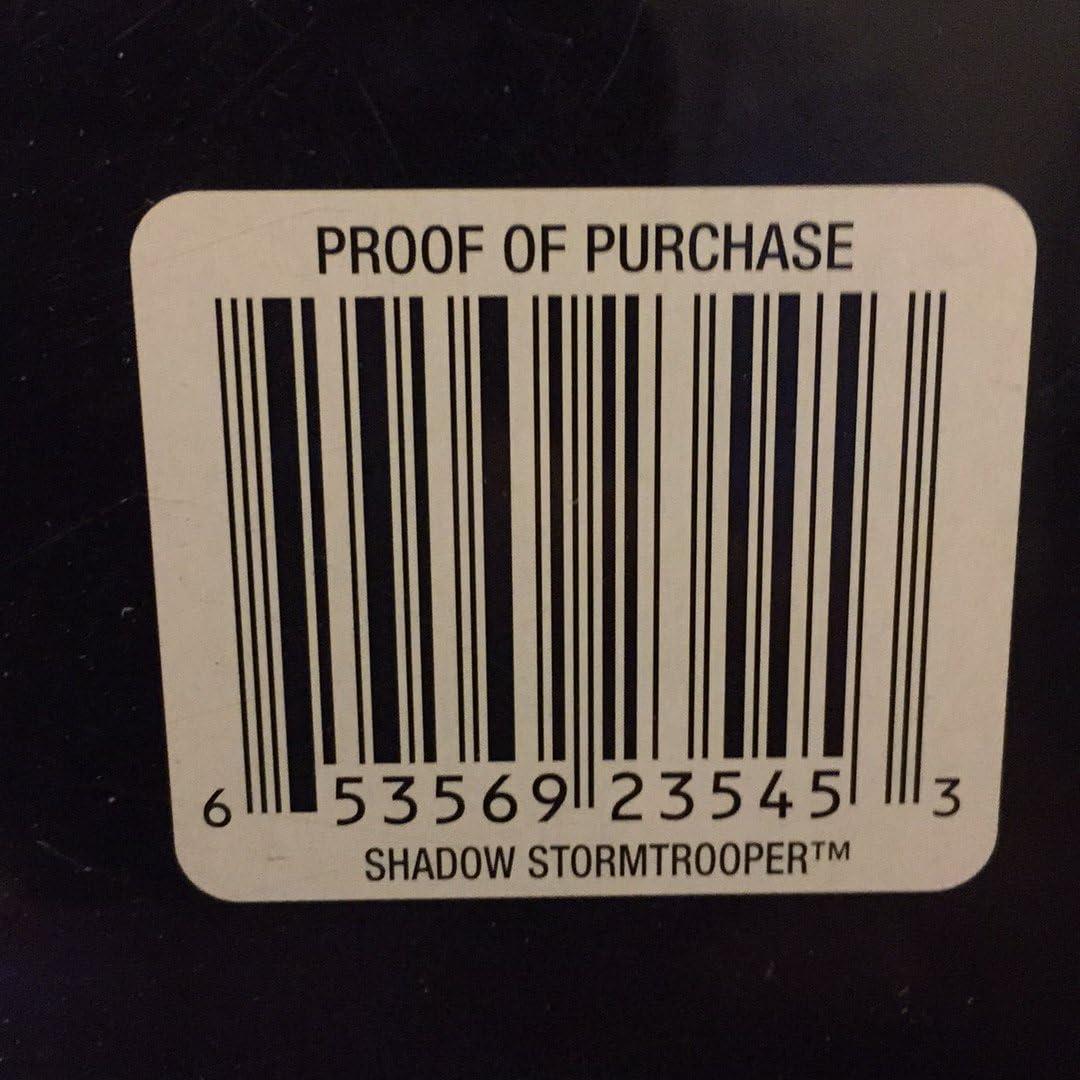 PROOF OF PURCHASE
6 53569 23545 3
SHADOW STORMTROOPER™